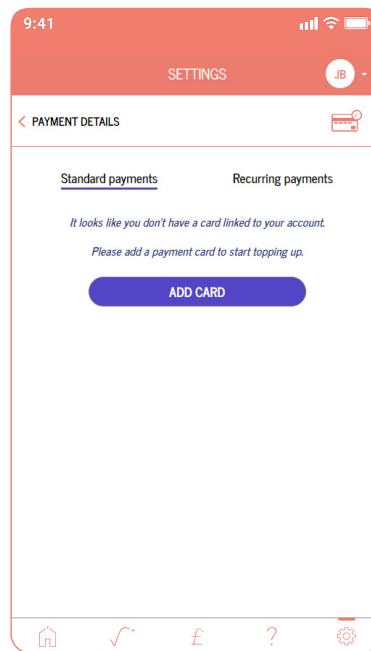 9:41
SETTINGS
JB
PAYMENT DETAILS
Standard payments Recurring payments
It looks like you don't have a card linked to your account.
Please add a payment card to start topping up.
ADD CARD
£
?